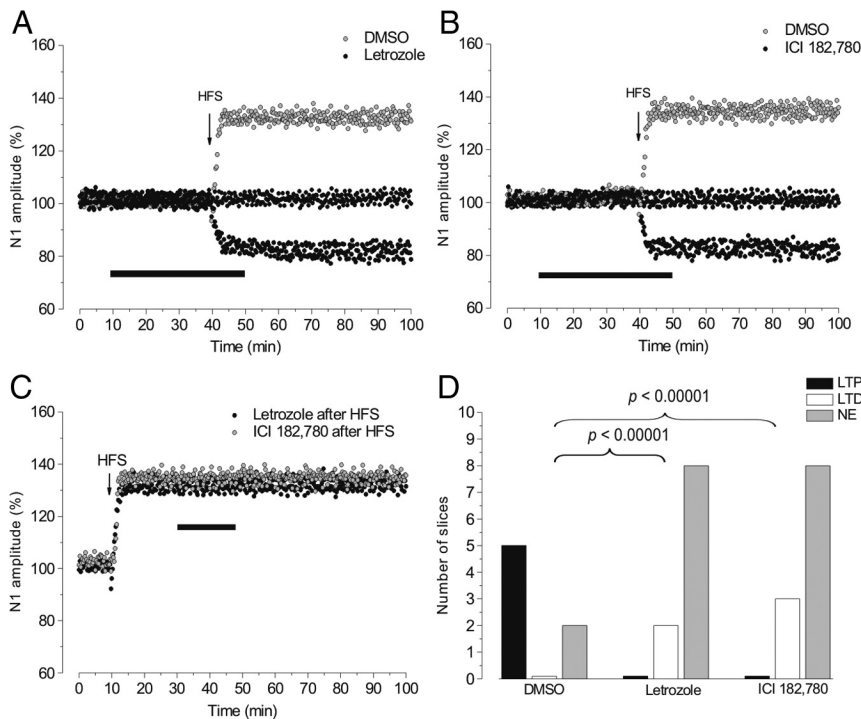 A
DMSO
Letrozole
HFS
N1 amplitude (%)
160
140
120
100
80
60
0 10 20 30 40 50 60 70 80 90 100
Time (min)
B
DMSO
ICI 182,780
HFS
N1 amplitude (%)
160
140
120
100
80
60
0 10 20 30 40 50 60 70 80 90 100
Time (min)
C
Letrozole after HFS
ICI 182,780 after HFS
HFS
N1 amplitude (%)
160
140
120
100
80
60
0 10 20 30 40 50 60 70 80 90 100
Time (min)
D
LTP
LTD
NE
p < 0.00001
p < 0.00001
Number of slices
10
9
8
7
6
5
4
3
2
1
0
DMSO Letrozole ICI 182,780